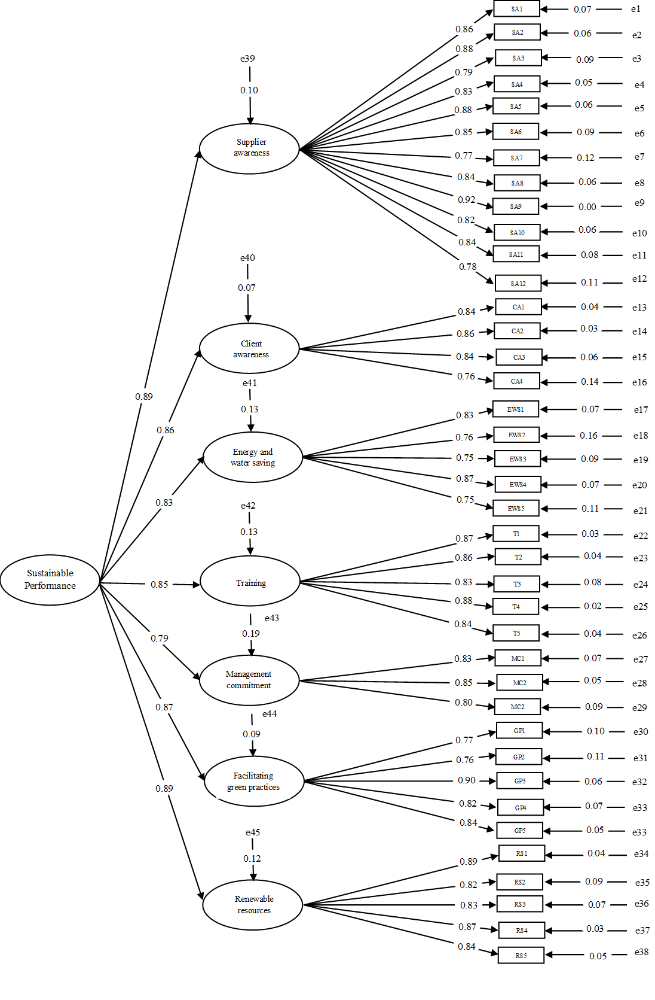 SA1 0.07 e1
0.86
SA2 0.06 e2
0.88
SA3 0.09 e3
0.79
SA4 0.05 e4
0.83
SA5 0.06 e5
0.88
SA6 0.09 e6
0.85
SA7 0.12 e7
0.77
SA8 0.06 e8
0.84
SA9 0.00 e9
0.92
SA10 0.06 e10
0.82
SA11 0.08 e11
0.84
SA12 0.11 e12
0.78
e39
0.10
Supplier
awareness
e40
0.07
Client
awareness
CA1 0.04 e13
0.84
CA2 0.03 e14
0.86
CA3 0.06 e15
0.84
CA4 0.14 e16
0.76
e41
0.13
Energy and
water saving
EWS1 0.07 e17
0.83
EWS2 0.16 e18
0.76
EWS3 0.09 e19
0.75
EWS4 0.07 e20
0.87
EWS5 0.11 e21
0.75
0.89
0.86
0.83
Sustainable
Performance
0.85
0.79
0.87
0.89
e42
0.13
Training
T1 0.03 e22
0.87
T2 0.04 e23
0.86
T3 0.08 e24
0.83
T4 0.02 e25
0.88
T5 0.04 e26
0.84
e43
0.19
Management
commitment
MC1 0.07 e27
0.83
MC2 0.05 e28
0.85
MC2 0.09 e29
0.80
e44
0.09
Facilitating
green practices
GP1 0.10 e30
0.77
GP2 0.11 e31
0.76
GP3 0.06 e32
0.90
GP4 0.07 e33
0.82
GP5 0.05 e33
0.84
e45
0.12
Renewable
resources
RS1 0.04 e34
0.89
RS2 0.09 e35
0.82
RS3 0.07 e36
0.83
RS4 0.03 e37
0.87
RS5 0.05 e38
0.84